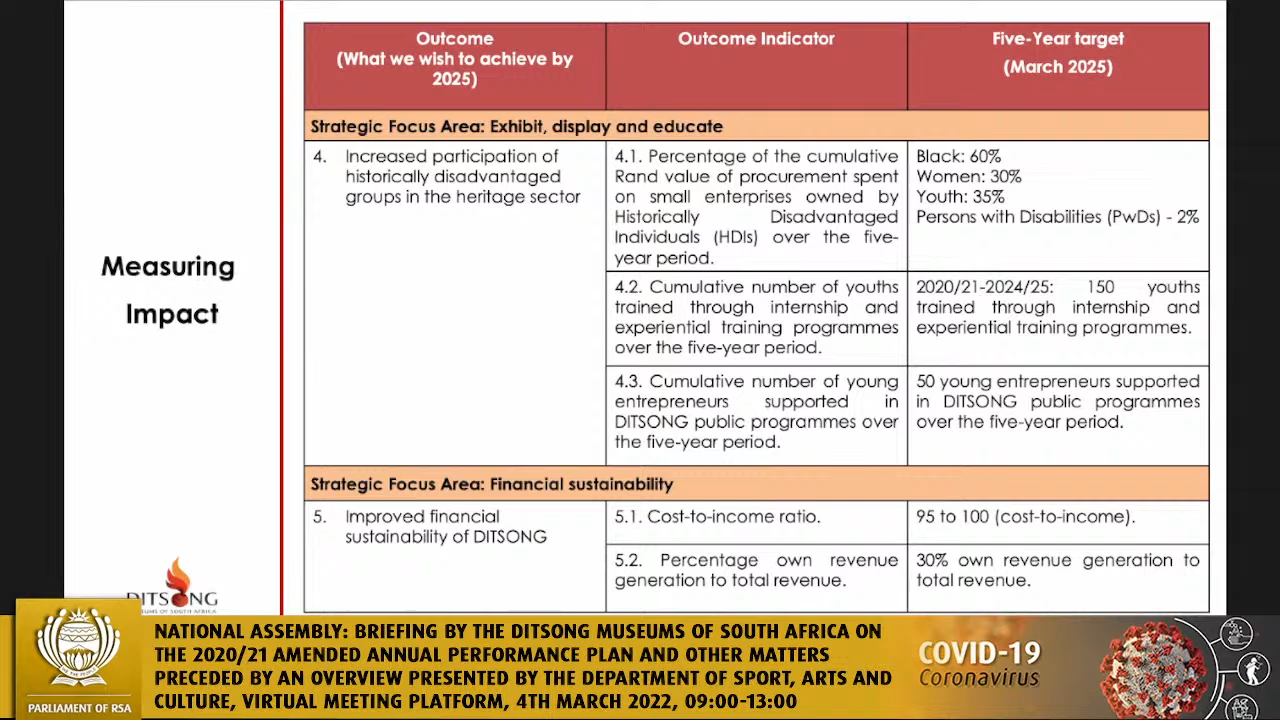 Measuring
Impact
Outcome
(What we wish to achieve by
2025)
Outcome Indicator
Five-Year target
(March 2025)
Strategic Focus Area: Exhibit, display and educate
4. Increased participation of
historically disadvantaged
groups in the heritage sector
4.1. Percentage of the cumulative
Rand value of procurement spent
on small enterprises owned by
Historically Disadvantaged
Individuals (HDIs) over the five-
year period.
Black: 60%
Women: 30%
Youth: 35%
Persons with Disabilities (PwDs) - 2%
4.2. Cumulative number of youths
trained through internship and
experiential training programmes
over the five-year period.
2020/21-2024/25: 150 youths
trained through internship and
experiential training programmes.
4.3. Cumulative number of young
entrepreneurs supported in
DITSONG public programmes over
the five-year period.
50 young entrepreneurs supported
in DITSONG public programmes
over the five-year period.
Strategic Focus Area: Financial sustainability
5. Improved financial
sustainability of DITSONG
5.1. Cost-to-income ratio.
95 to 100 (cost-to-income).
5.2. Percentage own revenue
generation to total revenue.
30% own revenue generation to
total revenue.
DITSONG
OF SOUTH AFRICA
PARLIAMENT OF RSA
NATIONAL ASSEMBLY: BRIEFING BY THE DITSONG MUSEUMS OF SOUTH AFRICA ON
THE 2020/21 AMENDED ANNUAL PERFORMANCE PLAN AND OTHER MATTERS
PRECEDED BY AN OVERVIEW PRESENTED BY THE DEPARTMENT OF SPORT, ARTS AND
CULTURE, VIRTUAL MEETING PLATFORM, 4TH MARCH 2022, 09:00-13:00
COVID-19
Coronavirus